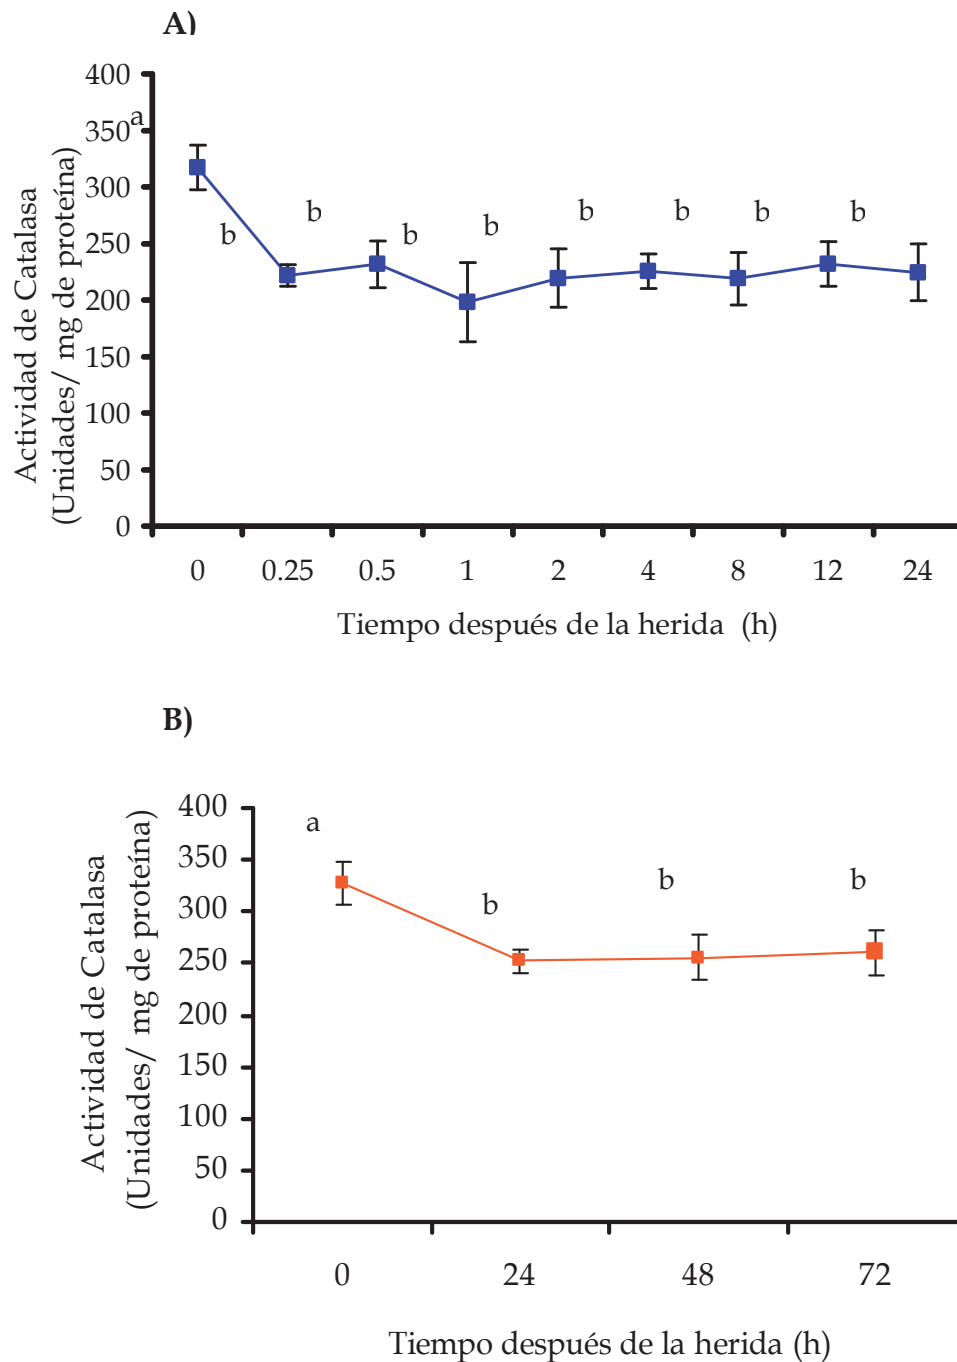 A)
Actividad de Catalasa
(Unidades/ mg de proteína)
400
350
300
250
200
150
100
50
0
a
b
b
b
b
b
b
b
b
0 0.25 0.5 1 2 4 8 12 24
Tiempo después de la herida (h)
B)
Actividad de Catalasa
(Unidades/ mg de proteína)
400
350
300
250
200
150
100
50
0
a
b
b
b
0 24 48 72
Tiempo después de la herida (h)